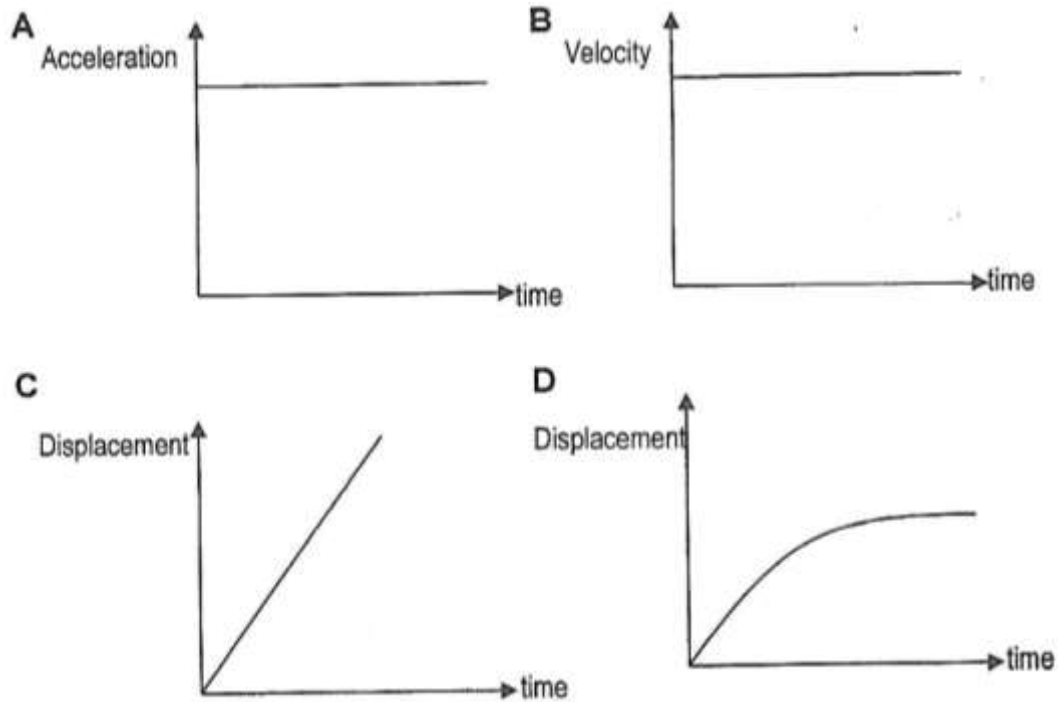 A
Acceleration
time
B
Velocity
time
C
Displacement
time
D
Displacement
time